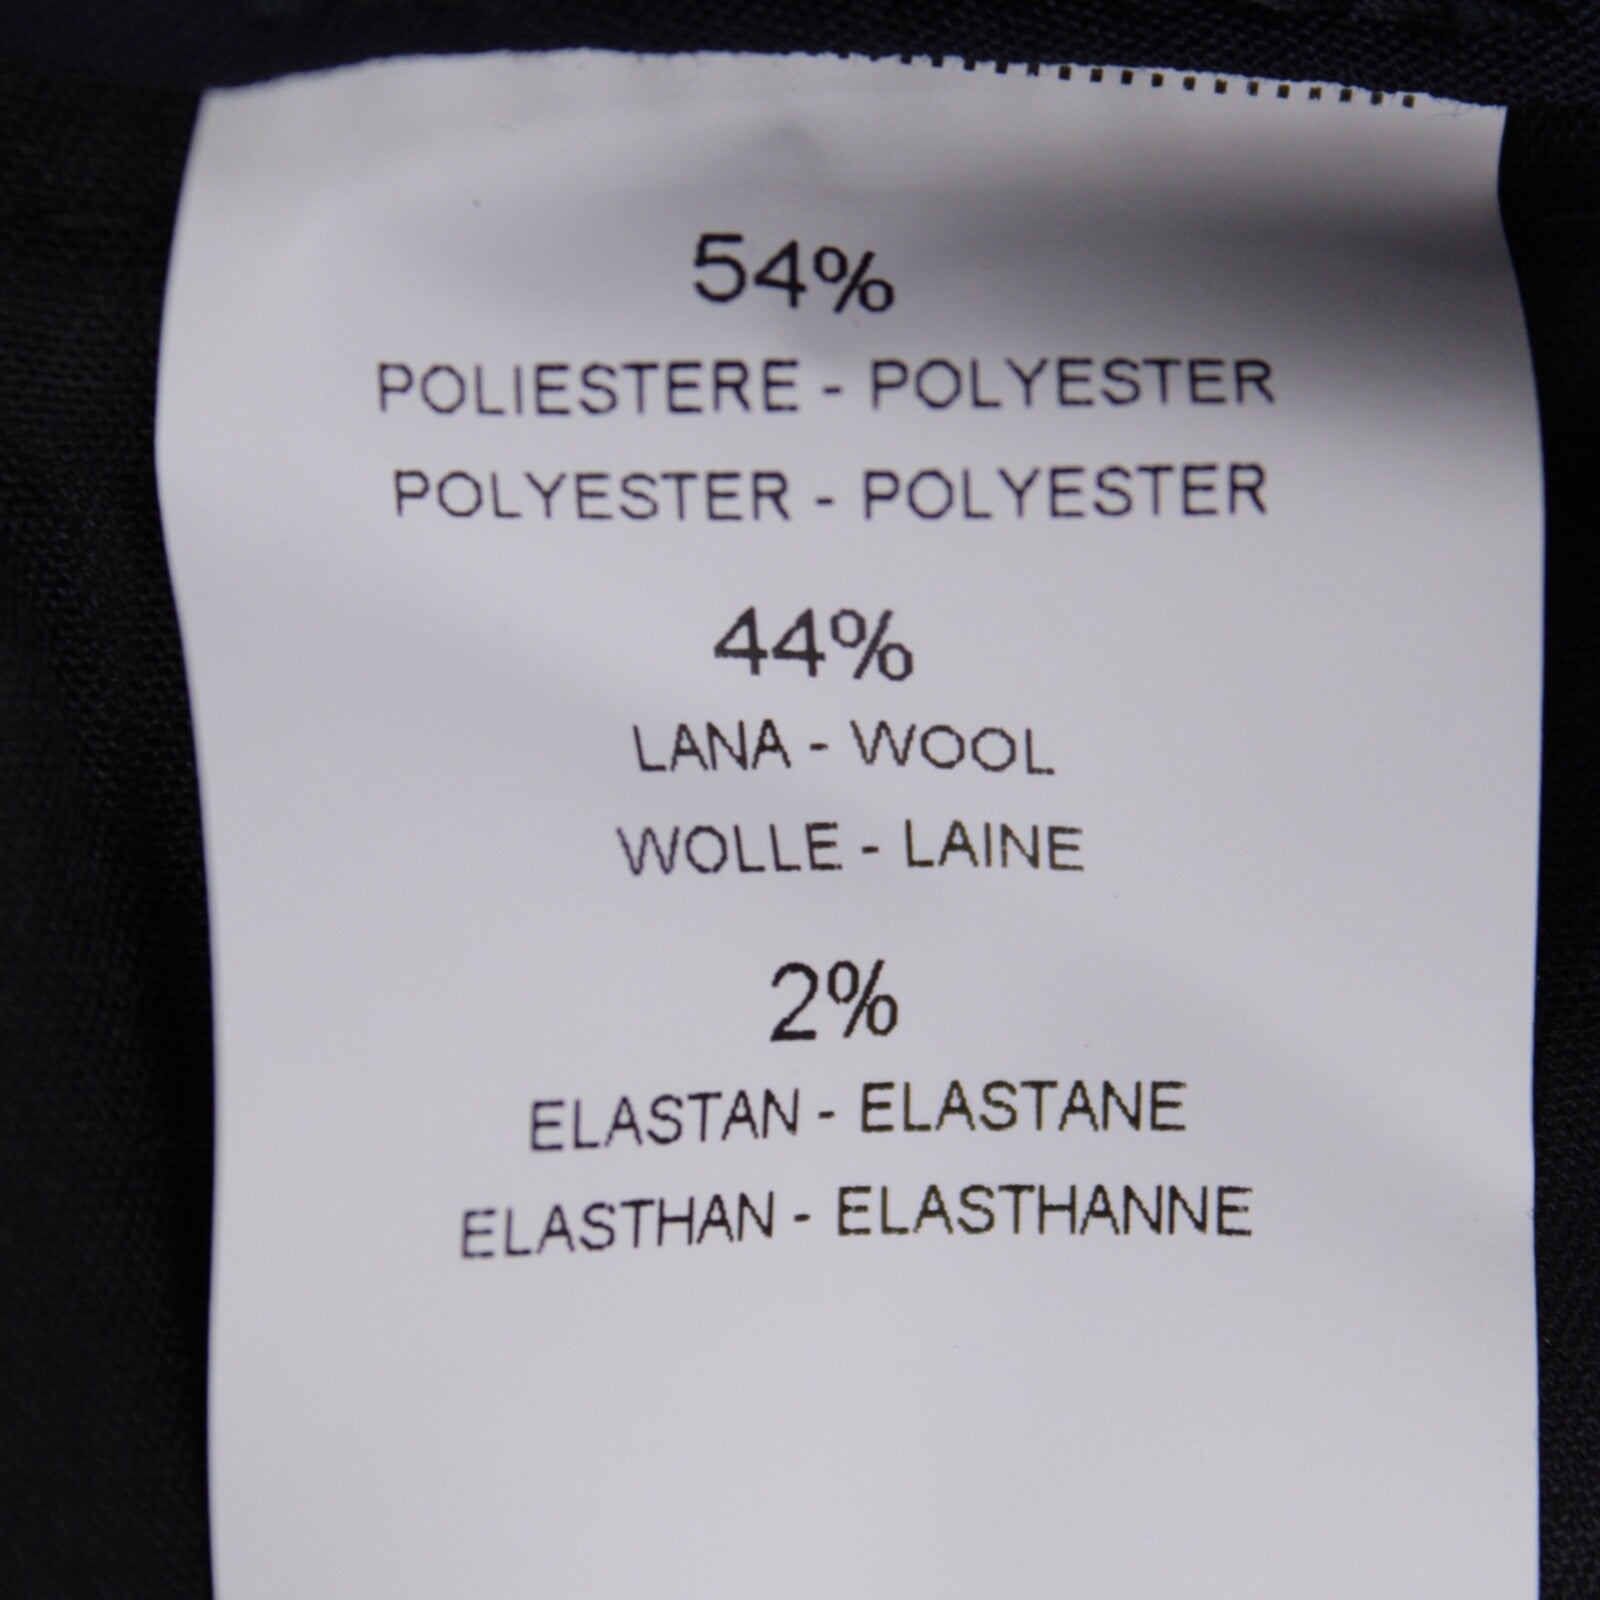 54%
POLIESTERE - POLYESTER
POLYESTER - POLYESTER
44%
LANA - WOOL
WOLLE - LAINE
2%
ELASTAN - ELASTANE
ELASTHAN - ELASTHANNE